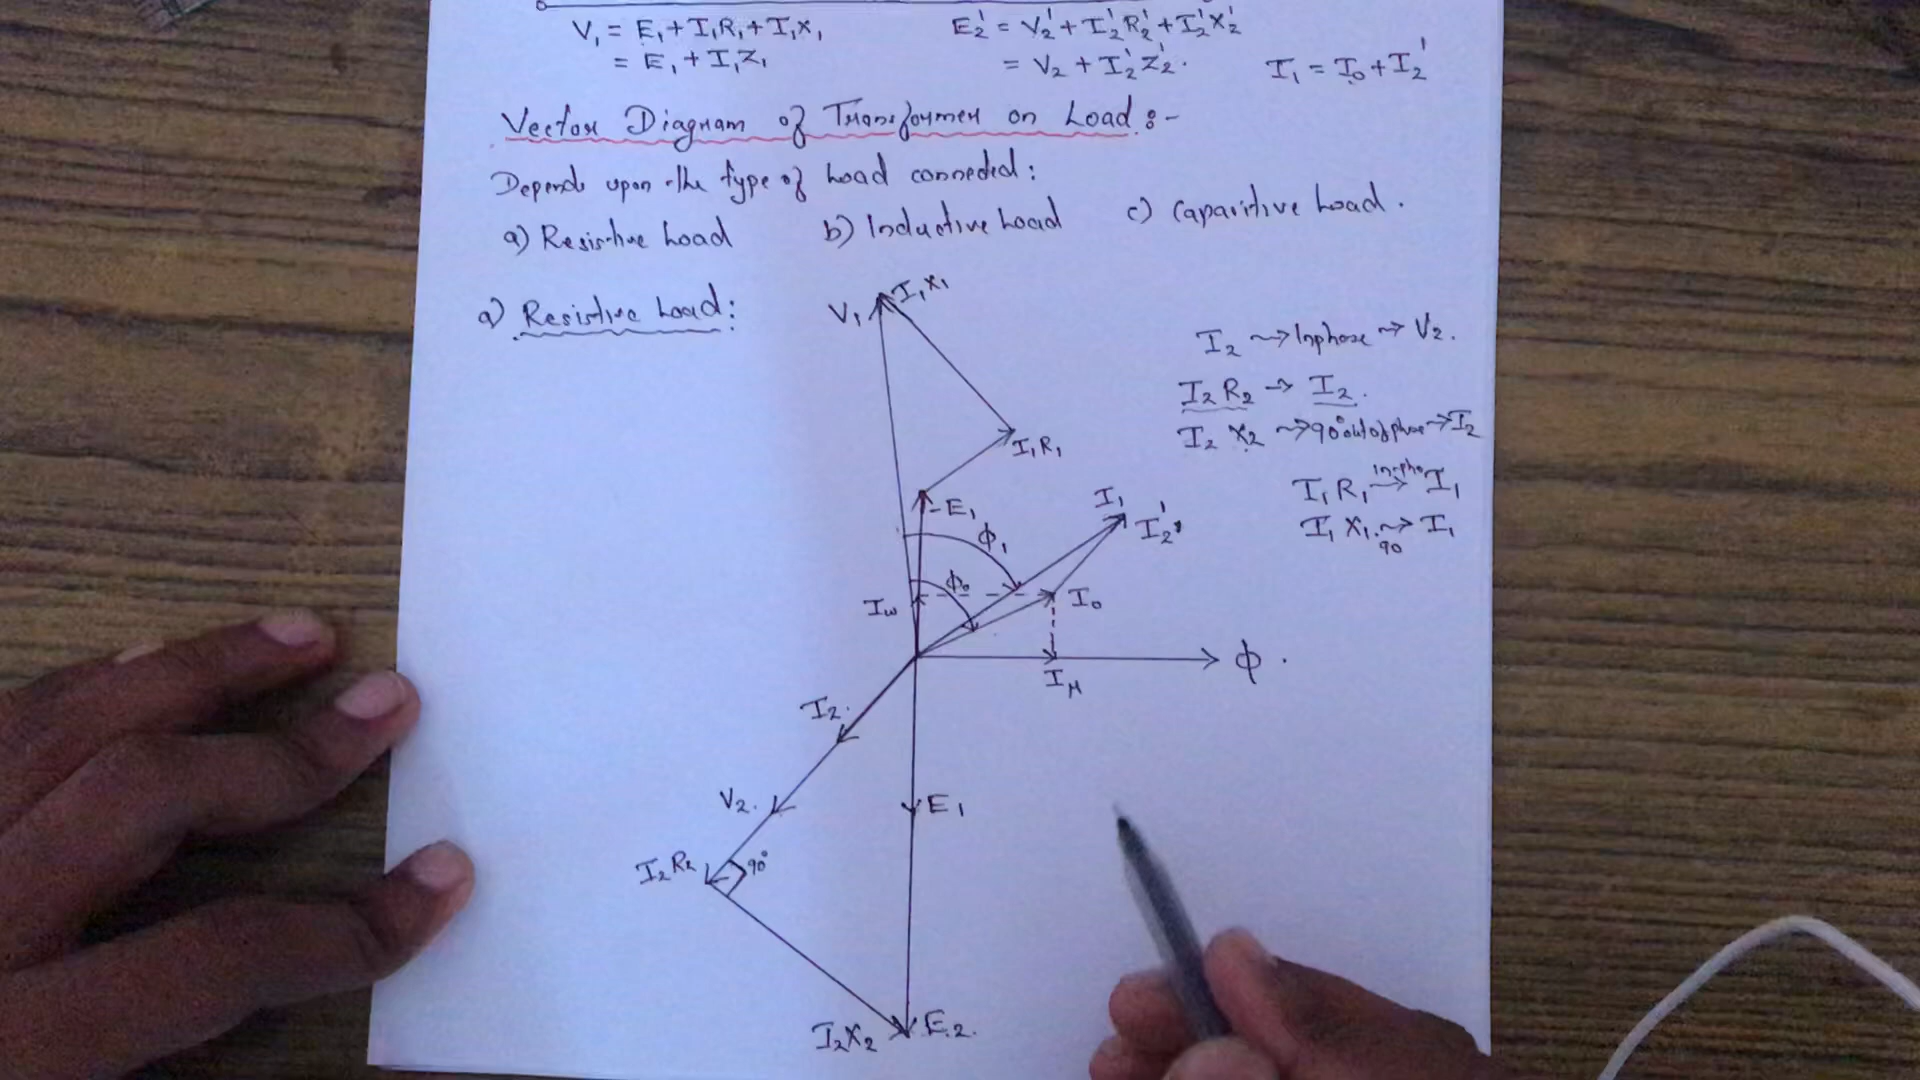 V₁ = E₁ + I₁R₁ + I₁X₁
= E₁ + I₁Z₁
E₂' = V₂' + I₂'R₂' + I₂'X₂'
= V₂ + I₂'Z₂'.
I₁ = I₀ + I₂'
Vector Diagram of Transformer on Load :-
Depends upon the type of Load connected :
a) Resistive Load b) Inductive Load c) Capacitive Load .
a) Resistive Load :
V₁
I₁X₁
I₁R₁
-E₁
ϕ₁
I₁
I₂'
ϕ₀
I_w
I₀
ϕ .
I_μ
I₂.
V₂.
E₁
I₂R₂
90°
I₂X₂
E₂.
I₂ → Inphase → V₂.
I₂R₂ → I₂.
I₂ X₂ → 90° out of phase → I₂
I₁R₁ → I₁
I₁X₁ → I₁
90